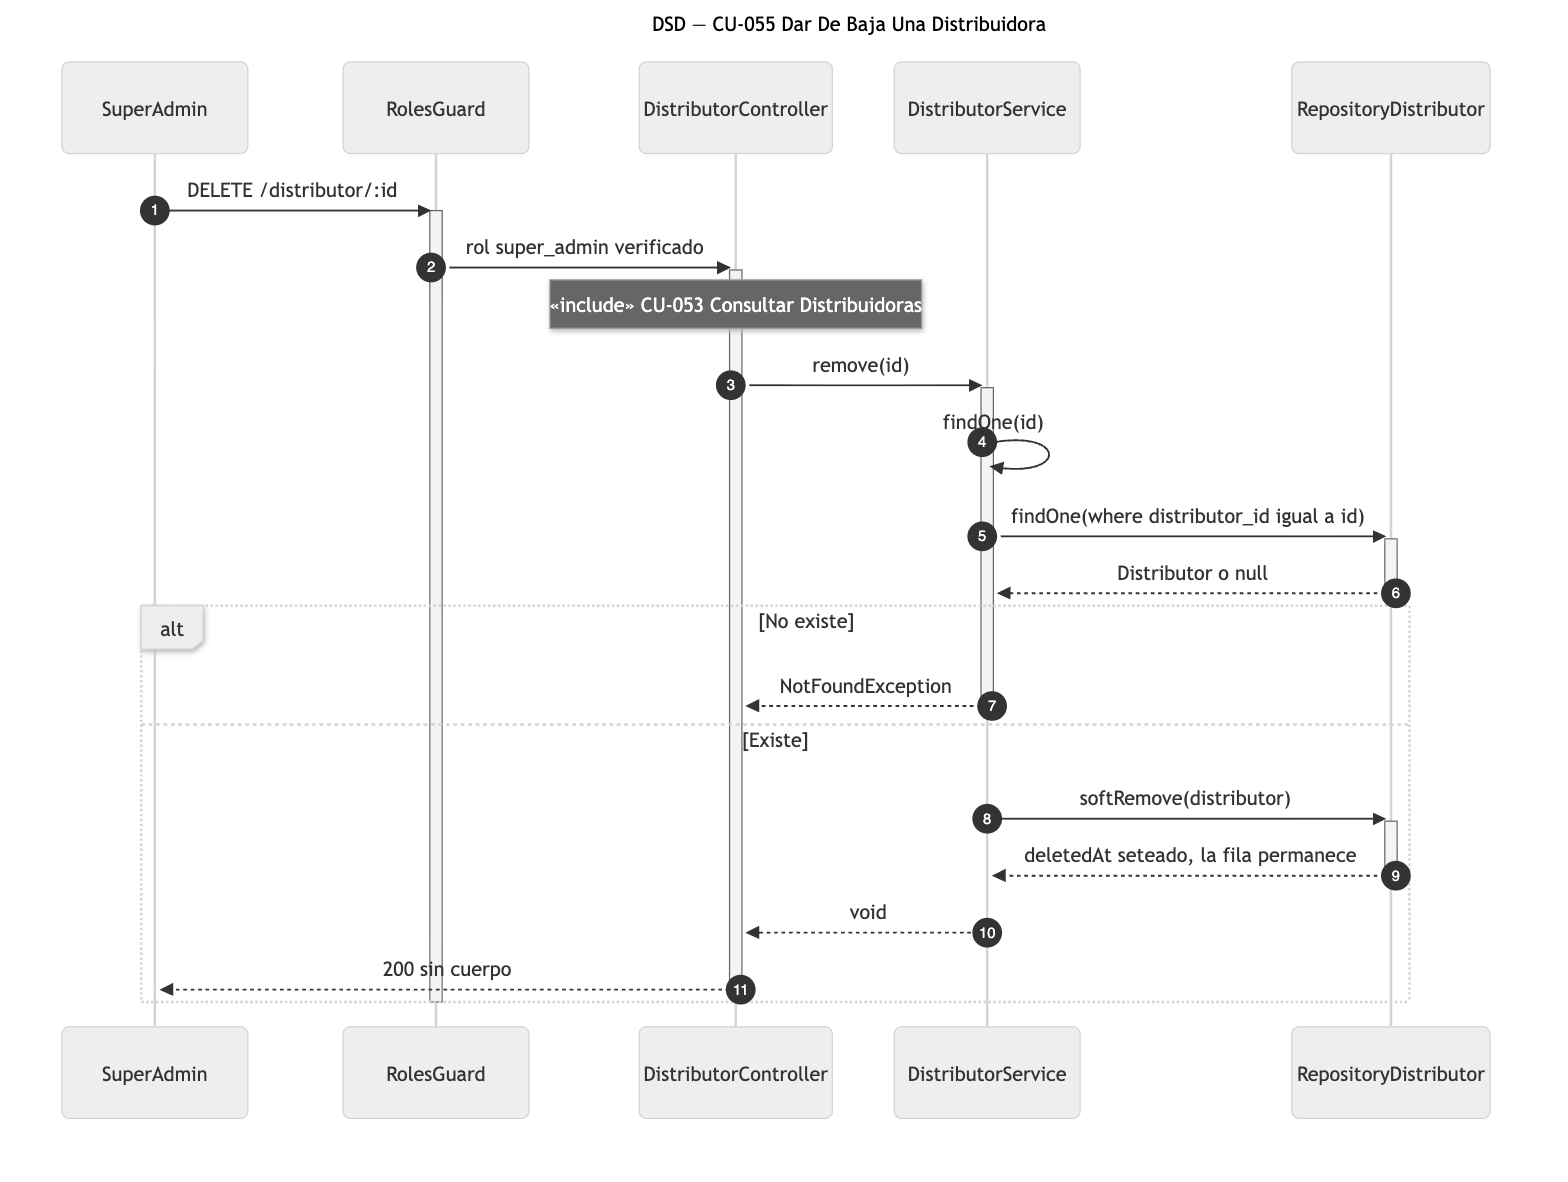 DSD — CU-055 Dar De Baja Una Distribuidora
SuperAdmin
RolesGuard
DistributorController
DistributorService
RepositoryDistributor
DELETE /distributor/:id
1
rol super_admin verificado
2
«include» CU-053 Consultar Distribuidoras
remove(id)
3
findOne(id)
4
findOne(where distributor_id igual a id)
5
Distributor o null
6
alt
[No existe]
NotFoundException
7
[Existe]
softRemove(distributor)
8
deletedAt seteado, la fila permanece
9
void
10
200 sin cuerpo
11
SuperAdmin
RolesGuard
DistributorController
DistributorService
RepositoryDistributor